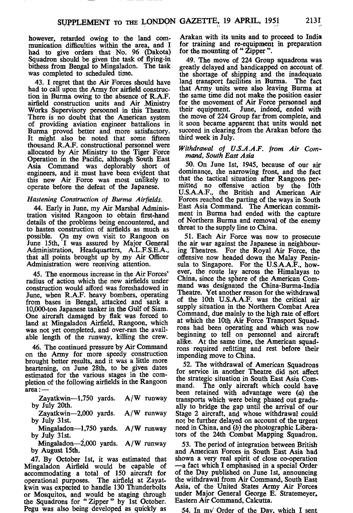 SUPPLEMENT TO THE LONDON GAZETTE, 19 APRIL, 1951 2131
however, retarded owing to the land com-
munication difficulties within the area, and I
had to give orders that No. 96 (Dakota)
Squadron should be given the task of flying-in
bithess from Bengal to Mingaladon. The task
was completed to schedule time.
43. I regret that the Air Forces should have
had to call upon the Army for airfield construc-
tion in Burma owing to the absence of R.A.F.
airfield construction units and Air Ministry
Works Supervisory personnel in this Theatre.
There is no doubt that the American system
of providing aviation engineer battalions in
Burma proved better and more satisfactory.
It might also be noted that some fifteen
thousand R.A.F. constructional personnel were
allocated by Air Ministry to the Tiger Force
Operation in the Pacific, although South East
Asia Command was deplorably short of
engineers, and it must have been evident that
this new Air Force was most unlikely to
operate before the defeat of the Japanese.
Hastening Construction of Burma Airfields.
44. Early in June, my Air Marshal Adminis-
tration visited Rangoon to obtain first-hand
details of the problems being encountered, and
to hasten construction of airfields as much as
possible. On my own visit to Rangoon on
June 15th, I was assured by Major General
Administration, Headquarters, A.L.F.S.E.A.,
that all points brought up by my Air Officer
Administration were receiving attention.
45. The enormous increase in the Air Forces'
radius of action which the new airfields under
construction would afford was foreshadowed in
June, when R.A.F. heavy bombers, operating
from bases in Bengal, attacked and sank a
10,000-ton Japanese tanker in the Gulf of Siam.
One aircraft damaged by flak was forced to
land at Mingaladon Airfield, Rangoon, which
was not yet completed, and over-ran the avail-
able length of the runway, killing the crew.
46. The continued pressure by Air Command
on the Army for more speedy construction
brought better results, and it was a little more
heartening, on June 28th, to be given dates
estimated for the various stages in the com-
pletion of the following airfields in the Rangoon
area:—
Zayatkwin—1,750 yards. A/W runway
by July 20th.
Zayatkwin—2,000 yards. A/W runway
by July 31st.
Mingaladon—1,750 yards. A/W runway
by July 31st.
Mingaladon—2,000 yards. A/W runway
by August 15th.
47. By October 1st, it was estimated that
Mingaladon Airfield would be capable of
accommodating a total of 150 aircraft for
operational purposes. The airfield at Zayat-
kwin was expected to handle 130 Thunderbolts
or Mosquitos, and would be staging through
the Squadrons for "Zipper" by 1st October.
Pegu was also being developed as quickly as
Arakan with its units and to proceed to India
for training and re-equipment in preparation
for the mounting of "Zipper".
49. The move of 224 Group squadrons was
greatly delayed and handicapped on account of
the shortage of shipping and the inadequate
land transport facilities in Burma. The fact
that Army units were also leaving Burma at
the same time did not make the position easier
for the movement of Air Force personnel and
their equipment. June, indeed, ended with
the move of 224 Group far from complete, and
it soon became apparent that units would not
succeed in clearing from the Arakan before the
third week in July.
Withdrawal of U.S.A.A.F. from Air Com-
mand, South East Asia
50. On June 1st, 1945, because of our air
dominance, the narrowing front, and the fact
that the tactical situation after Rangoon per-
mitted no offensive action by the 10th
U.S.A.A.F., the British and American Air
Forces reached the parting of the ways in South
East Asia Command. The American commit-
ment in Burma had ended with the capture
of Northern Burma and removal of the enemy
threat to the supply line to China.
51. Each Air Force was now to prosecute
the air war against the Japanese in neighbour-
ing Theatres. For the Royal Air Force, the
offensive now headed down the Malay Penin-
sula to Singapore. For the U.S.A.A.F., how-
ever, the route lay across the Himalayas to
China, since the sphere of the American Com-
mand was designated the China-Burma-India
Theatre. Yet another reason for the withdrawal
of the 10th U.S.A.A.F. was the critical air
supply situation in the Northern Combat Area
Command, due mainly to the high rate of effort
at which the 10th Air Force Transport Squad-
rons had been operating and which was now
beginning to tell on personnel and aircraft
alike. At the same time, the American squad-
rons required refitting and rest before their
impending move to China.
52. The withdrawal of American Squadrons
for service in another Theatre did not affect
the strategic situation in South East Asia Com-
mand. The only aircraft which could have
been retained with advantage were (a) the
transports which were being phased out gradu-
ally to bridge the gap until the arrival of our
Stage 2 aircraft, and whose withdrawal could
not be further delayed on account of the urgent
need in China, and (b) the photographic Libera-
tors of the 24th Combat Mapping Squadron.
53. The period of integration between British
and American Forces in South East Asia had
shown a very real spirit of close co-operation
—a fact which I emphasised in a special Order
of the Day published on June 1st, announcing
the withdrawal from Air Command, South East
Asia, of the United States Army Air Forces
under Major General George E. Stratemeyer,
Eastern Air Command, Calcutta.
54. In my Order of the Day, which I sent